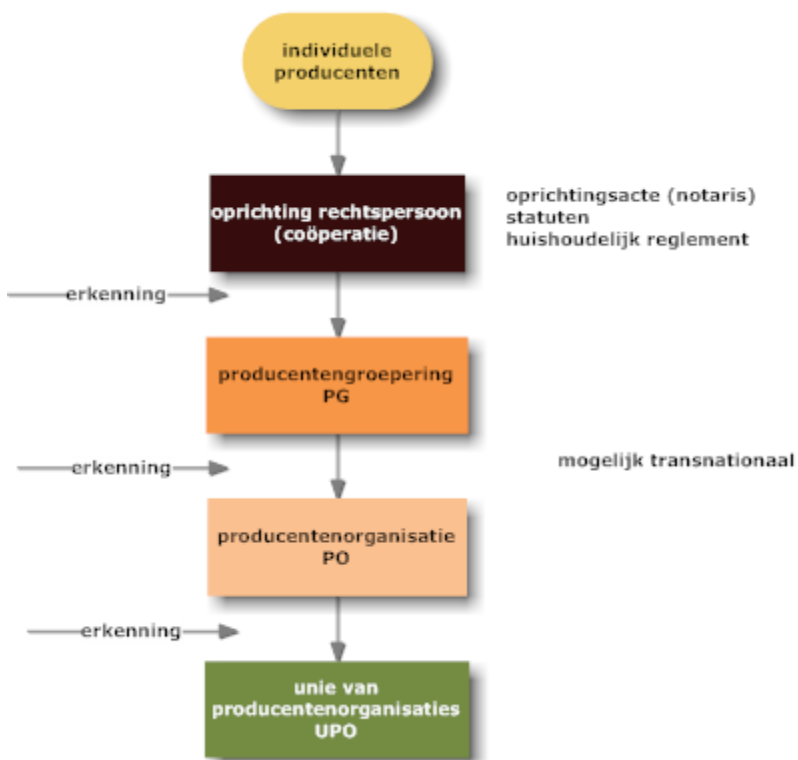 individuele
producenten
oprichting rechtspersoon
(coöperatie)
oprichtingsacte (notaris)
statuten
huishoudelijk reglement
erkenning
producentengroepering
PG
erkenning
mogelijk transnationaal
producentenorganisatie
PO
erkenning
unie van
producentenorganisaties
UPO